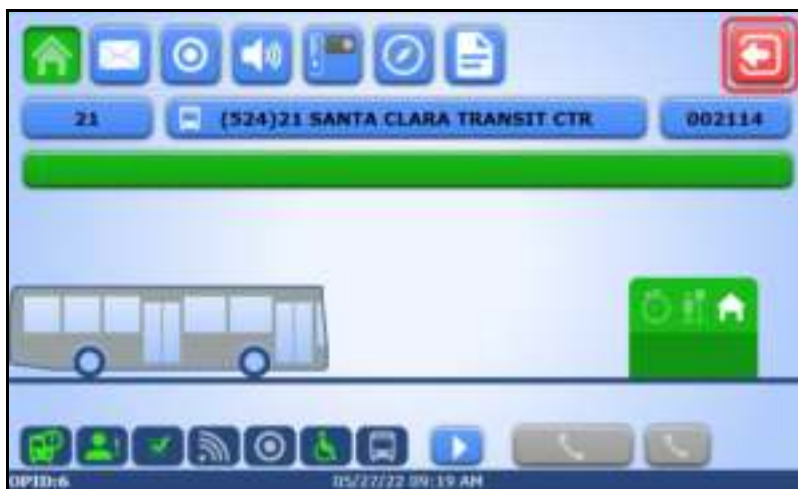 21
(524)21 SANTA CLARA TRANSIT CTR
002114
OPID:6
05/27/22 09:19 AM